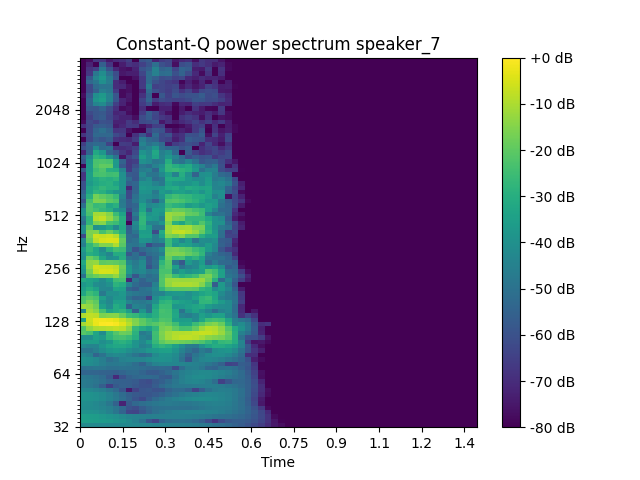 Constant-Q power spectrum speaker_7
Hz
2048
1024
512
256
128
64
32
0 0.15 0.3 0.45 0.6 0.75 0.9 1.1 1.2 1.4
Time
+0 dB
-10 dB
-20 dB
-30 dB
-40 dB
-50 dB
-60 dB
-70 dB
-80 dB